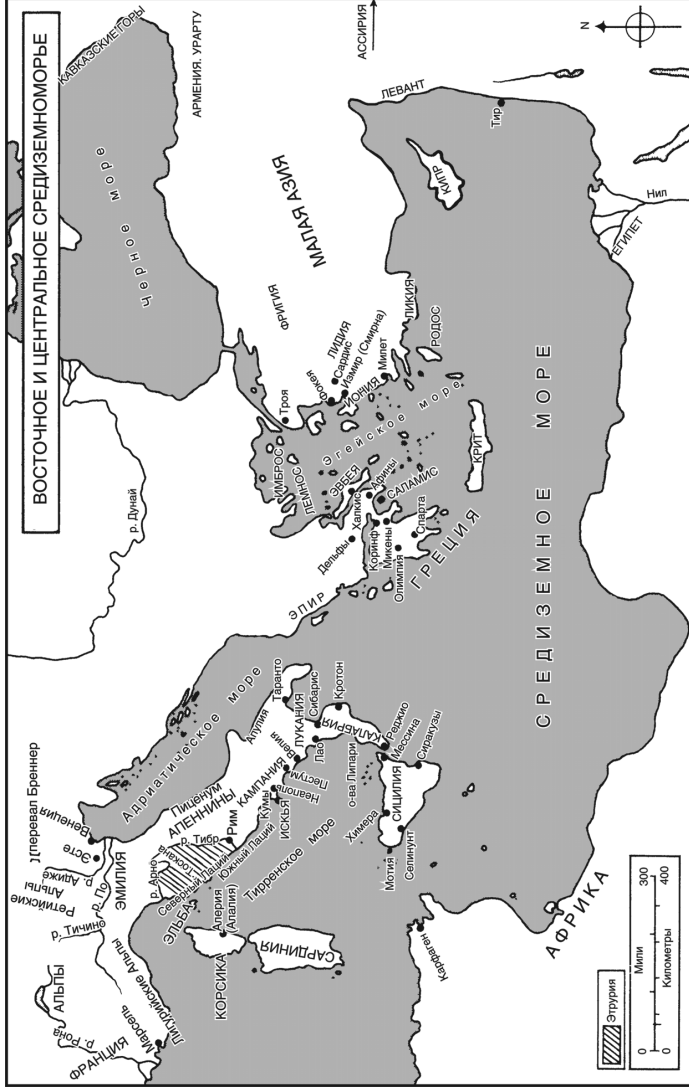 ВОСТОЧНОЕ И ЦЕНТРАЛЬНОЕ СРЕДИЗЕМНОМОРЬЕ
КАВКАЗСКИЕ ГОРЫ
АРМЕНИЯ. УРАРТУ
АССИРИЯ
N
Черное море
р. Дунай
МАЛАЯ АЗИЯ
ФРИГИЯ
ЛЕВАНТ
Тир
КИПР
Нил
ЕГИПЕТ
Троя
Фокея
ЛИДИЯ
Сардис
Измир (Смирна)
ИОНИЯ
Милет
ЛИКИЯ
РОДОС
ИМБРОС
ЛЕМНОС
Эгейское море
ЭВБЕЯ
Халкис
Афины
САЛАМИС
Дельфы
Коринф
Микены
Олимпия
Спарта
ГРЕЦИЯ
КРИТ
ЭПИР
СРЕДИЗЕМНОЕ МОРЕ
Адриатическое море
][перевал Бреннер
Венеция
Эсте
р. Адидже
Ретийские
Альпы
р. По
ЭМИЛИЯ
р. Тичино
АЛЬПЫ
р. Рона
ФРАНЦИЯ
Марсель
Лигурийские Альпы
Пиценум
АПЕННИНЫ
р. Арно
Тоскана
р. Тибр
Рим
Северный Лаций
Южный Лаций
ЭЛЬБА
Алерия
(Алалия)
КОРСИКА
САРДИНИЯ
Тирренское море
Апулия
Таранто
КАМПАНИЯ
Кумы
ИСКЬЯ
Неаполь
Пестум
Велия
ЛУКАНИЯ
Лао
Сибарис
Кротон
КАЛАБРИЯ
о-ва Липари
Реджио
Мессина
Сиракузы
СИЦИЛИЯ
Химера
Мотия
Селинунт
Карфаген
АФРИКА
Этрурия
0 Мили 300
0 Километры 400